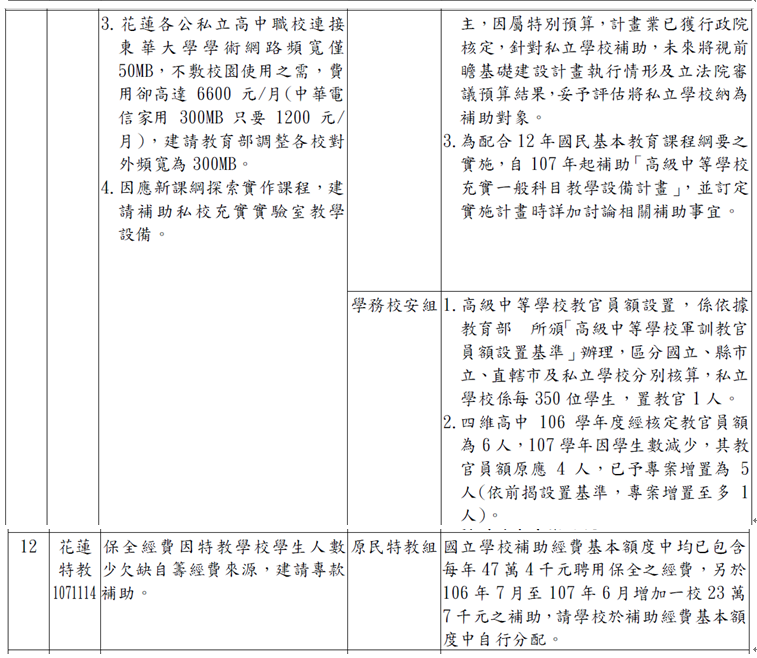 3. 花蓮各公私立高中職校連接
東華大學學術網路頻寬僅
50MB，不敷校園使用之需，費
用卻高達 6600 元/月(中華電
信家用 300MB 只要 1200 元/
月)，建請教育部調整各校對
外頻寬為 300MB。
4. 因應新課綱探索實作課程，建
請補助私校充實實驗室教學
設備。
主，因屬特別預算，計畫業已獲行政院
核定，針對私立學校補助，未來將視前
瞻基礎建設計畫執行情形及立法院審
議預算結果，妥予評估將私立學校納為
補助對象。
3. 為配合 12 年國民基本教育課程綱要之
實施，自 107 年起補助「高級中等學校
充實一般科目教學設備計畫」，並訂定
實施計畫時詳加討論相關補助事宜。
學務校安組
1. 高級中等學校教官員額設置，係依據
教育部 所頒「高級中等學校軍訓教官
員額設置基準」辦理，區分國立、縣市
立、直轄市及私立學校分別核算，私立
學校係每 350 位學生，置教官 1 人。
2. 四維高中 106 學年度經核定教官員額
為 6 人，107 學年因學生數減少，其教
官員額原應 4 人，已予專案增置為 5
人(依前揭設置基準，專案增置至多 1
人)。
12
花蓮
特教
1071114
保全經費因特教學校學生人數
少欠缺自籌經費來源，建請專款
補助。
原民特教組
國立學校補助經費基本額度中均已包含
每年 47 萬 4 千元聘用保全之經費，另於
106 年 7 月至 107 年 6 月增加一校 23 萬
7 千元之補助，請學校於補助經費基本額
度中自行分配。